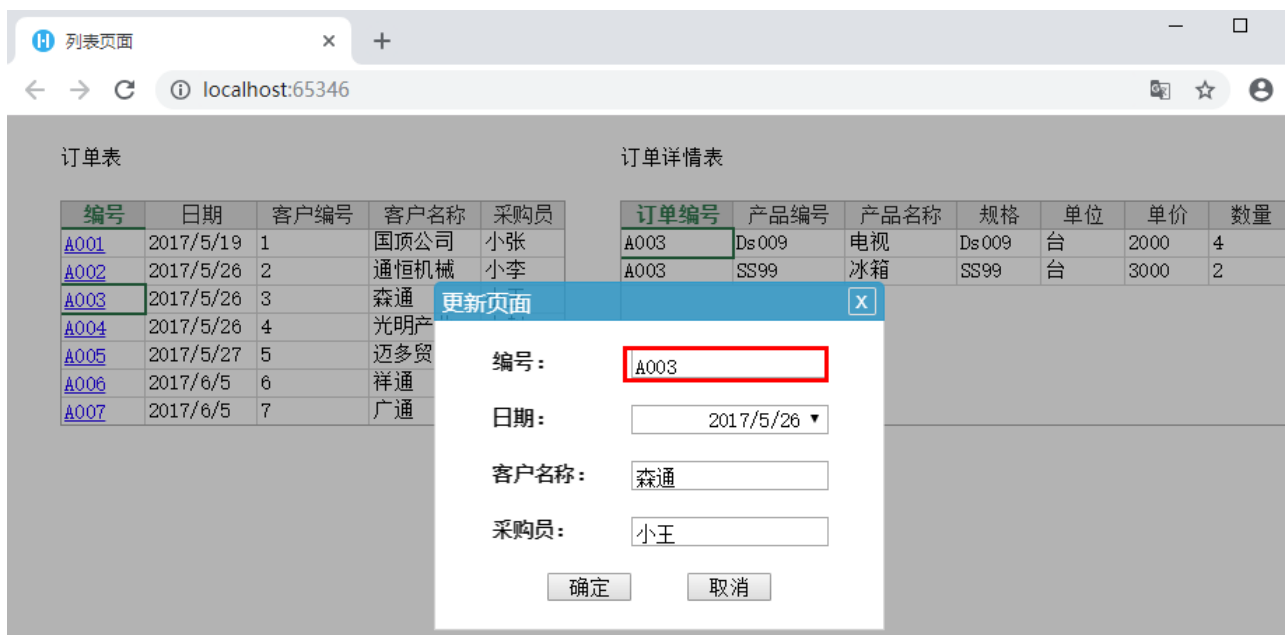 列表页面
localhost:65346
订单表
编号 日期 客户编号 客户名称 采购员
A001 2017/5/19 1 国顶公司 小张
A002 2017/5/26 2 通恒机械 小李
A003 2017/5/26 3 森通
A004 2017/5/26 4 光明产
A005 2017/5/27 5 迈多贸
A006 2017/6/5 6 祥通
A007 2017/6/5 7 广通
订单详情表
订单编号 产品编号 产品名称 规格 单位 单价 数量
A003 Ds009 电视 Ds009 台 2000 4
A003 SS99 冰箱 SS99 台 3000 2
更新页面 X
编号： A003
日期： 2017/5/26
客户名称： 森通
采购员： 小王
确定 取消